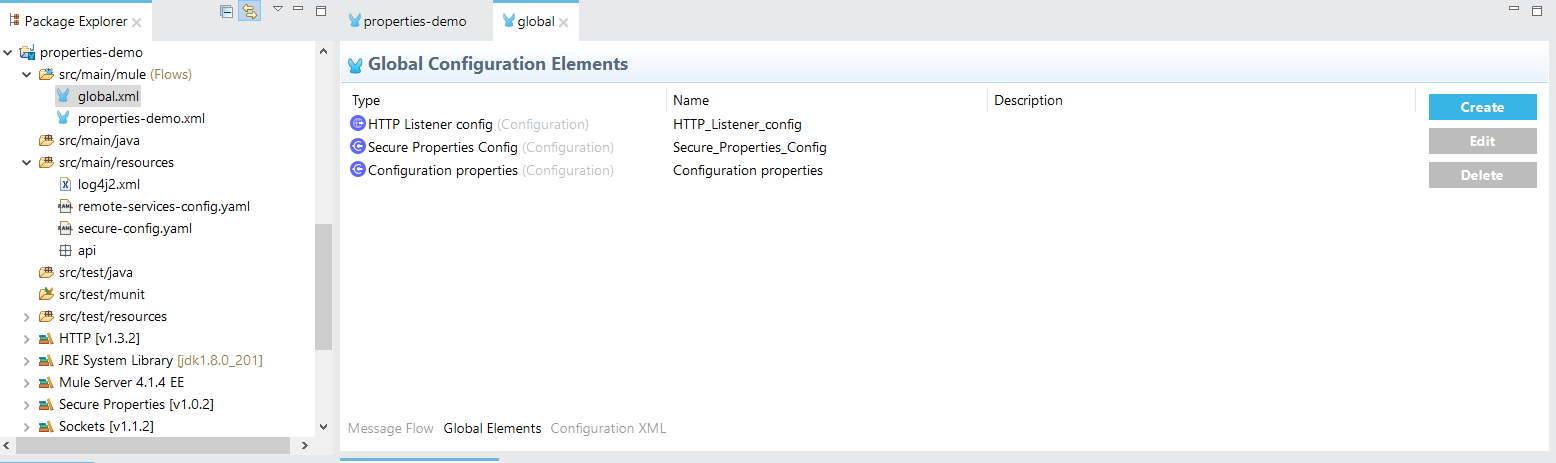 Package Explorer
properties-demo
src/main/mule (Flows)
global.xml
properties-demo.xml
src/main/java
src/main/resources
log4j2.xml
remote-services-config.yaml
secure-config.yaml
api
src/test/java
src/test/munit
src/test/resources
HTTP [v1.3.2]
JRE System Library [jdk1.8.0_201]
Mule Server 4.1.4 EE
Secure Properties [v1.0.2]
Sockets [v1.1.2]
properties-demo global
Global Configuration Elements
Type Name Description
HTTP Listener config (Configuration) HTTP_Listener_config
Secure Properties Config (Configuration) Secure_Properties_Config
Configuration properties (Configuration) Configuration properties
Create
Edit
Delete
Message Flow Global Elements Configuration XML